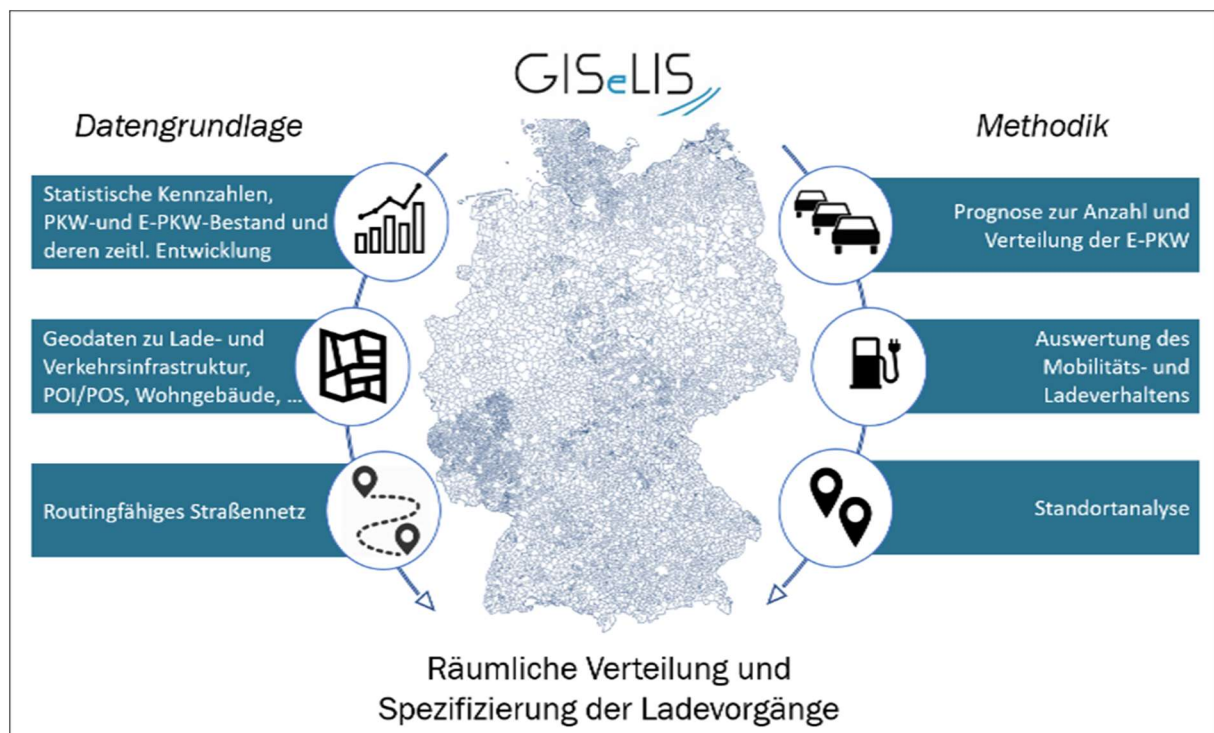 GISeLIS
Datengrundlage
Statistische Kennzahlen,
PKW-und E-PKW-Bestand und
deren zeitl. Entwicklung
Geodaten zu Lade- und
Verkehrsinfrastruktur,
POI/POS, Wohngebäude, ...
Routingfähiges Straßennetz
Methodik
Prognose zur Anzahl und
Verteilung der E-PKW
Auswertung des
Mobilitäts- und
Ladeverhaltens
Standortanalyse
Räumliche Verteilung und
Spezifizierung der Ladevorgänge